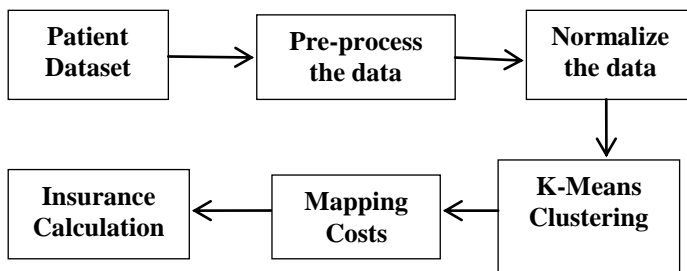 Patient
Dataset
Pre-process
the data
Normalize
the data
K-Means
Clustering
Mapping
Costs
Insurance
Calculation